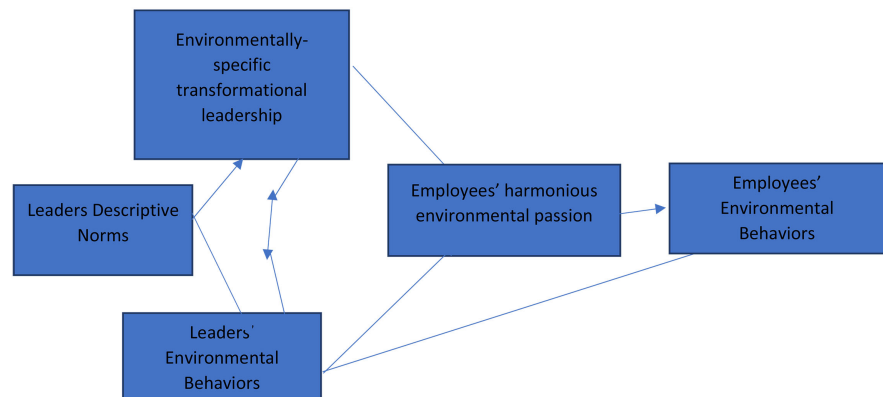 Environmentally-
specific
transformational
leadership
Leaders Descriptive
Norms
Employees’ harmonious
environmental passion
Employees’
Environmental
Behaviors
Leaders’
Environmental
Behaviors